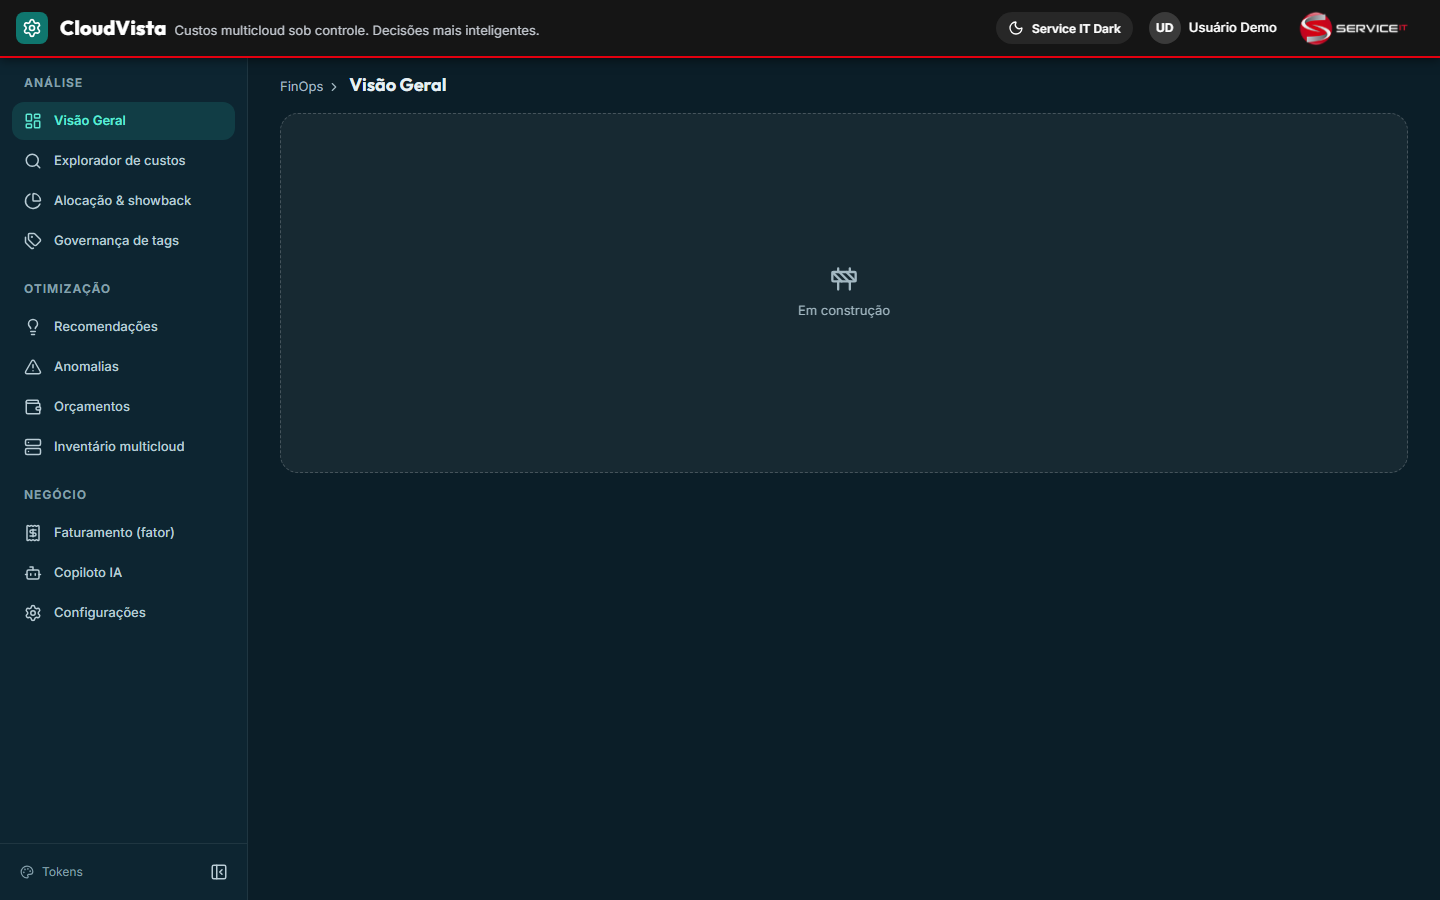 CloudVista Custos multicloud sob controle. Decisões mais inteligentes.
Service IT Dark
UD Usuário Demo
SERVICE IT
ANÁLISE
Visão Geral
Explorador de custos
Alocação & showback
Governança de tags
OTIMIZAÇÃO
Recomendações
Anomalias
Orçamentos
Inventário multicloud
NEGÓCIO
Faturamento (fator)
Copiloto IA
Configurações
Tokens
FinOps > Visão Geral
Em construção